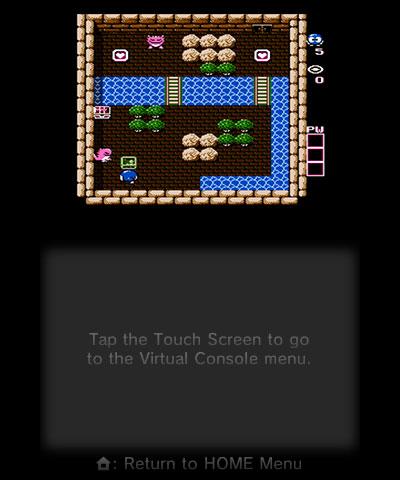 5
0
PW
Tap the Touch Screen to go
to the Virtual Console menu.
: Return to HOME Menu